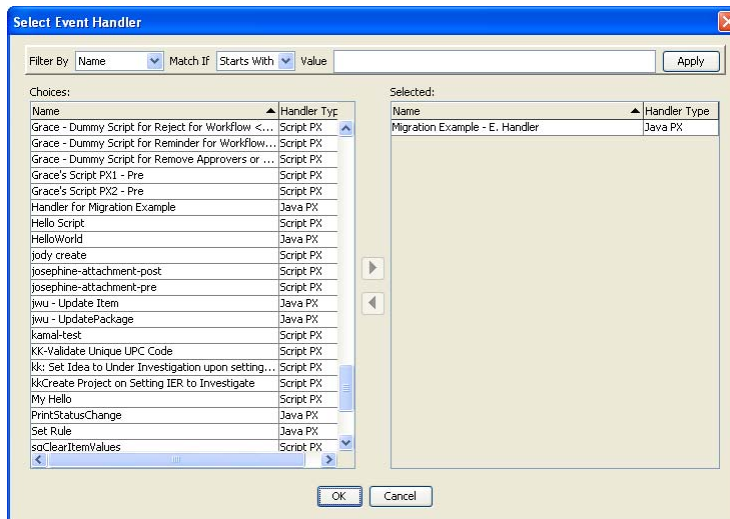 Select Event Handler
Filter By Name Match If Starts With Value Apply
Choices:
Name Handler Typ
Grace - Dummy Script for Reject for Workflow <... Script PX
Grace - Dummy Script for Reminder for Workflow... Script PX
Grace - Dummy Script for Remove Approvers or ... Script PX
Grace's Script PX1 - Pre Script PX
Grace's Script PX2 - Pre Script PX
Handler for Migration Example Java PX
Hello Script Script PX
HelloWorld Java PX
jody create Script PX
josephine-attachment-post Script PX
josephine-attachment-pre Script PX
jwu - Update Item Java PX
jwu - UpdatePackage Java PX
kamal-test Script PX
KK-Validate Unique UPC Code Script PX
kk: Set Idea to Under Investigation upon setting... Script PX
kkCreate Project on Setting IER to Investigate Script PX
My Hello Script PX
PrintStatusChange Java PX
Set Rule Java PX
sgClearItemValues Script PX
Selected:
Name Handler Type
Migration Example - E. Handler Java PX
OK Cancel